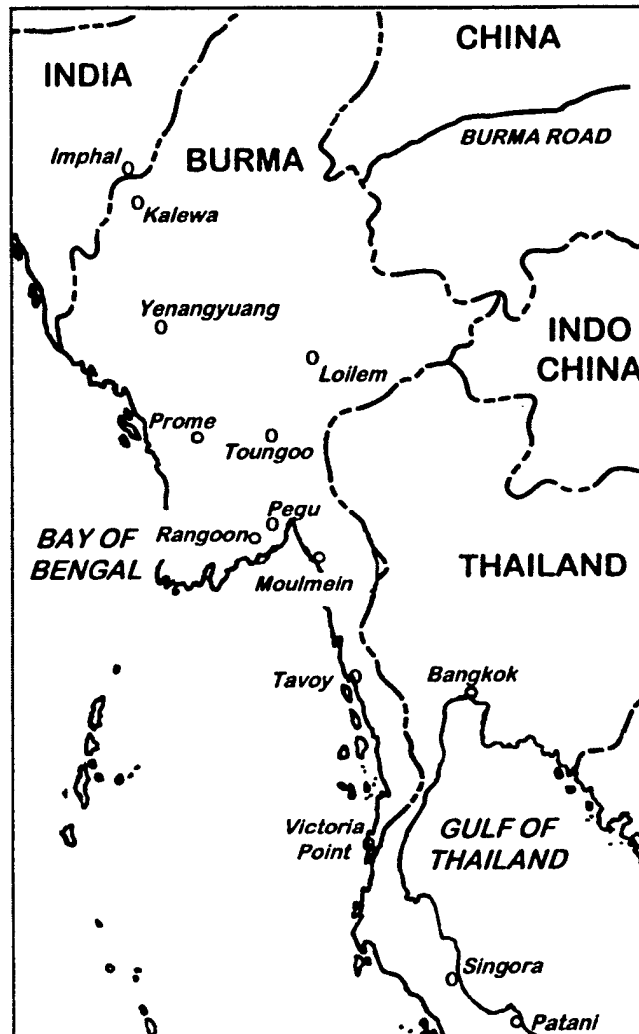 CHINA
INDIA
BURMA ROAD
Imphal
BURMA
Kalewa
Yenangyuang
INDO
CHINA
Loilem
Prome
Toungoo
Pegu
Rangoon
BAY OF
BENGAL
Moulmein
THAILAND
Tavoy
Bangkok
Victoria
Point
GULF OF
THAILAND
Singora
Patani